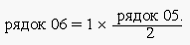 рядок 06 = 1 × рядок 05.
2